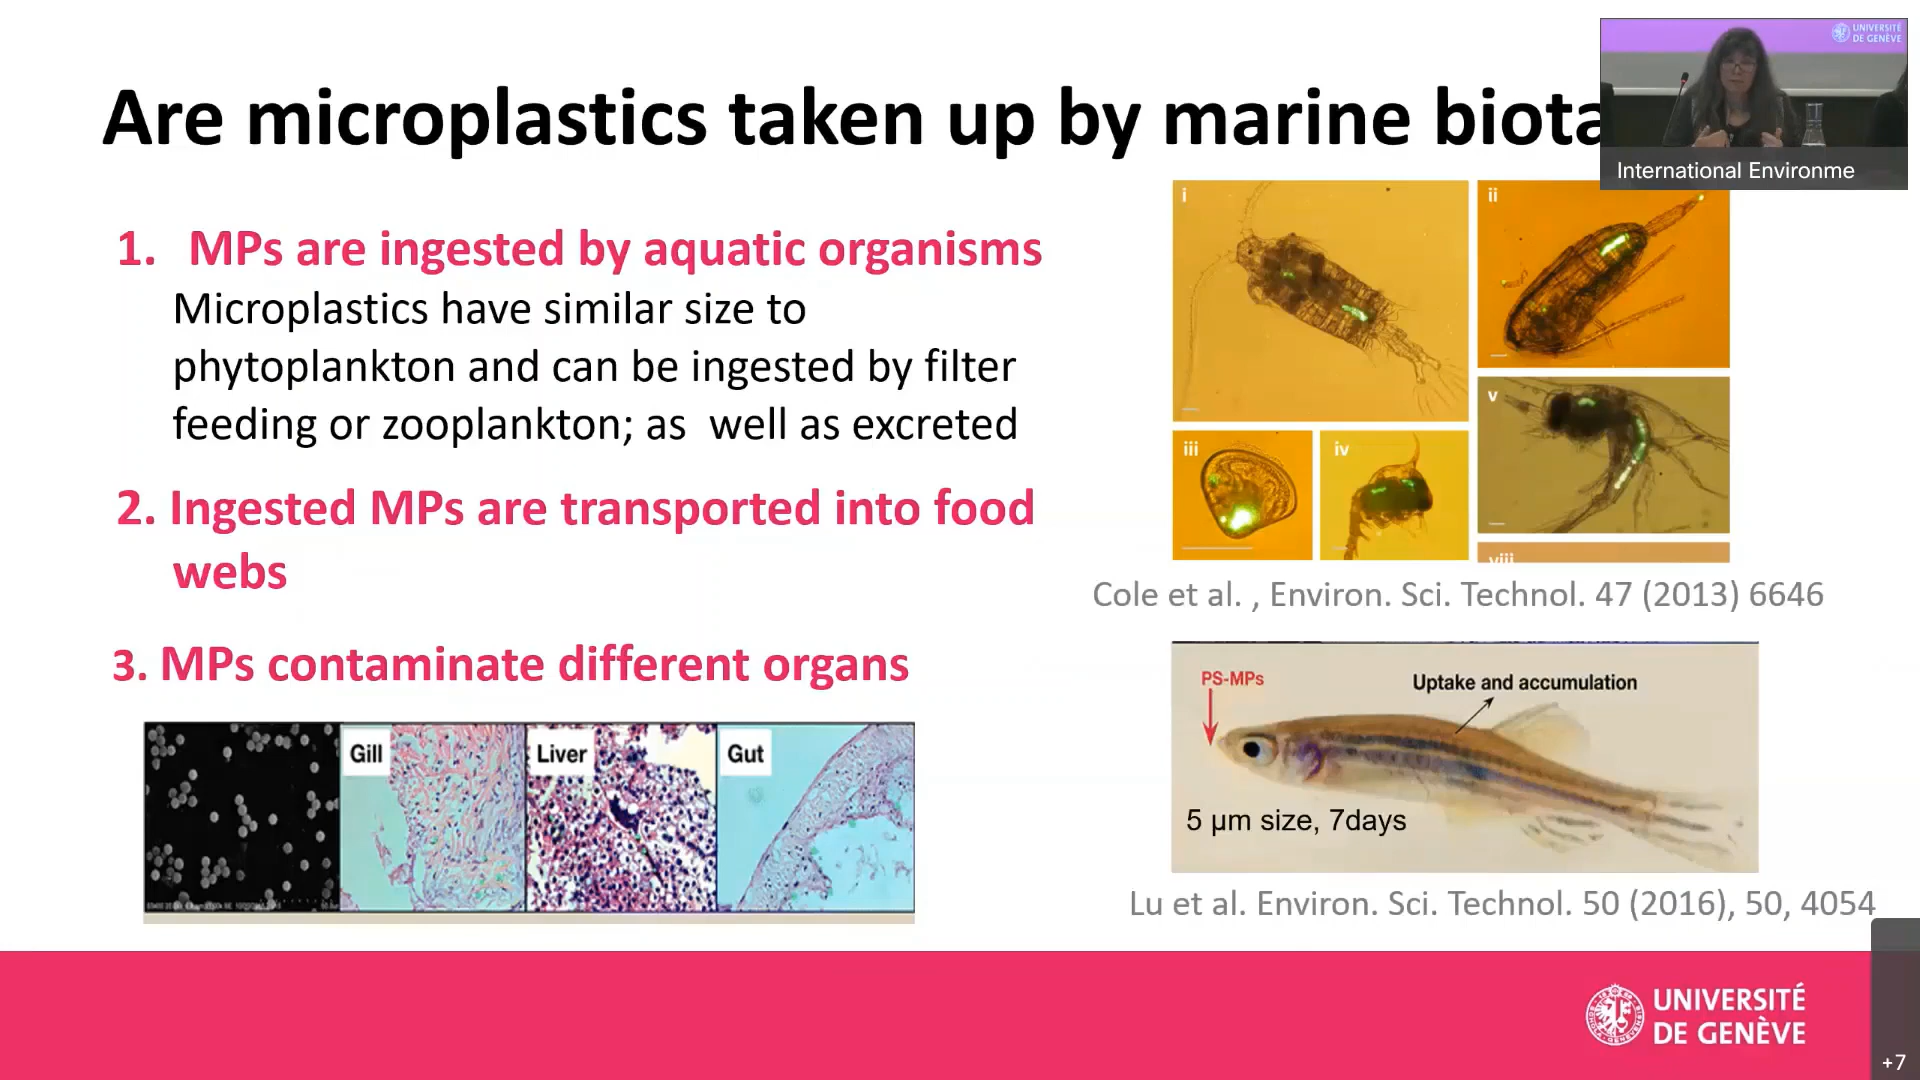 UNIVERSITÉ
DE GENÈVE
International Environme
Are microplastics taken up by marine biota
1. MPs are ingested by aquatic organisms
Microplastics have similar size to
phytoplankton and can be ingested by filter
feeding or zooplankton; as well as excreted
2. Ingested MPs are transported into food
webs
3. MPs contaminate different organs
Gill
Liver
Gut
i
ii
iii
iv
v
viii
Cole et al. , Environ. Sci. Technol. 47 (2013) 6646
PS-MPs
Uptake and accumulation
5 µm size, 7days
Lu et al. Environ. Sci. Technol. 50 (2016), 50, 4054
UNIVERSITÉ
DE GENÈVE
+7